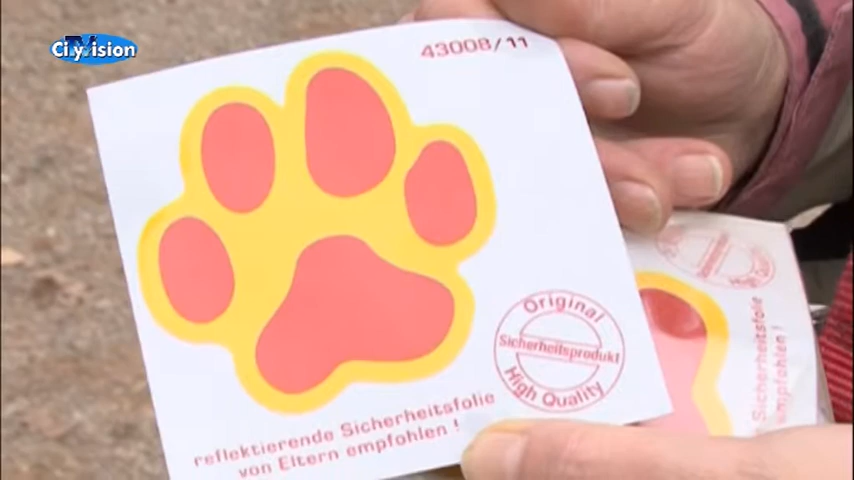 Cityvision
43008/11
Original
Sicherheitsprodukt
High Quality
reflektierende Sicherheitsfolie
von Eltern empfohlen !
Sicherheitsfolie
empfohlen !